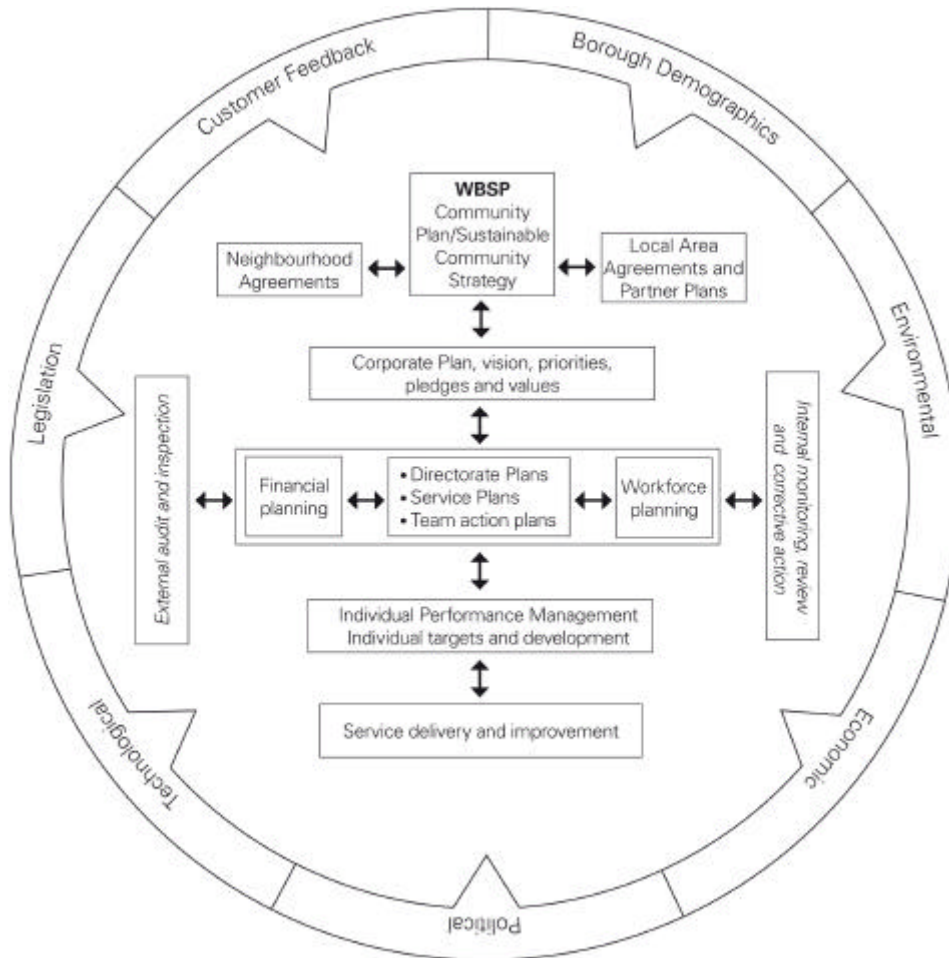 Customer Feedback
Borough Demographics
WBSP
Community
Plan/Sustainable
Community
Strategy
Neighbourhood
Agreements
Local Area
Agreements and
Partner Plans
Legislation
Environmental
Corporate Plan, vision, priorities,
pledges and values
External audit and inspection
Financial
planning
• Directorate Plans
• Service Plans
• Team action plans
Workforce
planning
Internal monitoring, review
and corrective action
Individual Performance Management
Individual targets and development
Service delivery and improvement
Technological
Economic
Political